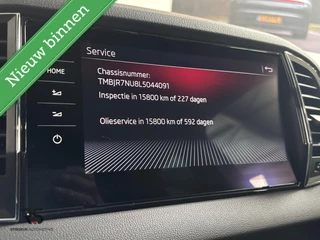 Nieuw binnen
Service
HOME
Chassisnummer:
TMBJR7NU8L5044091
Inspectie in 15800 km of 227 dagen
Olieservice in 15800 km of 592 dagen